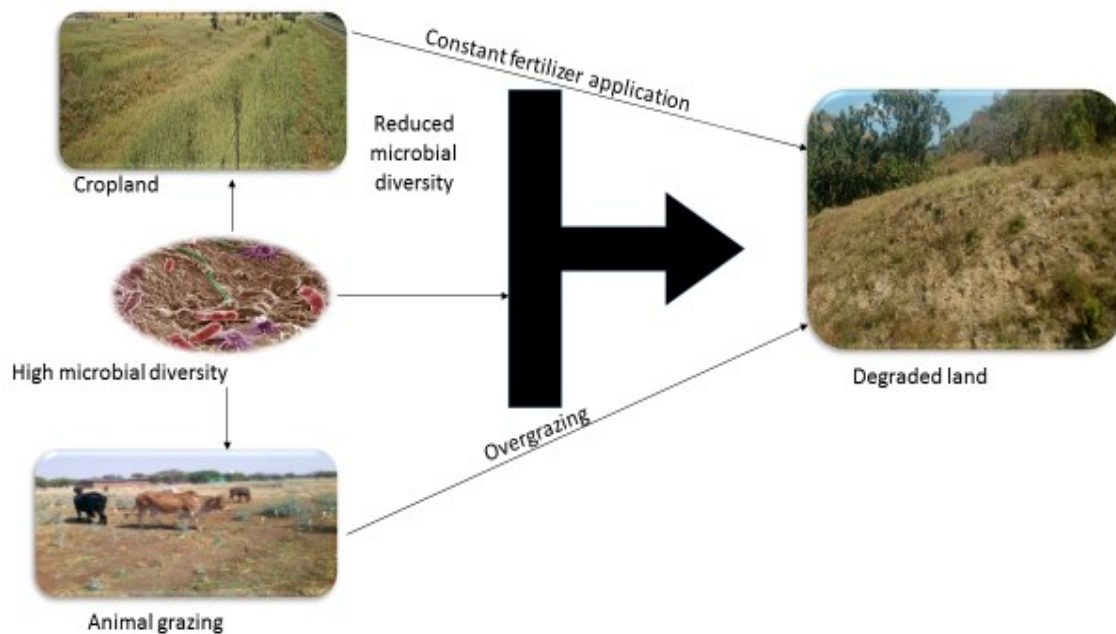 Constant fertilizer application
Reduced
microbial
diversity
Cropland
High microbial diversity
Degraded land
Overgrazing
Animal grazing